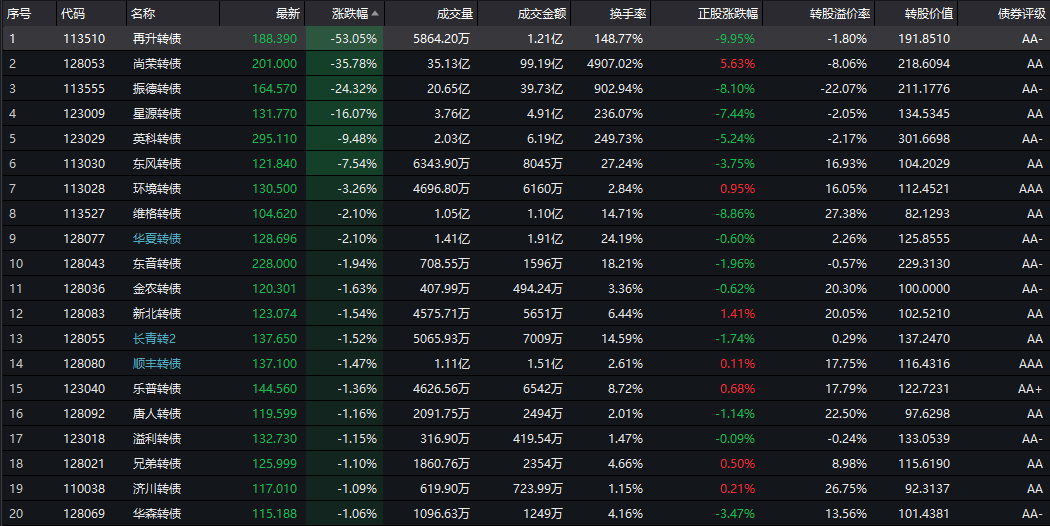 序号 代码 名称 最新 涨跌幅 成交量 成交金额 换手率 正股涨跌幅 转股溢价率 转股价值 债券评级
1 113510 再升转债 188.390 -53.05% 5864.20万 1.21亿 148.77% -9.95% -1.80% 191.8510 AA-
2 128053 尚荣转债 201.000 -35.78% 35.13亿 99.19亿 4907.02% 5.63% -8.06% 218.6094 AA
3 113555 振德转债 164.570 -24.32% 20.65亿 39.73亿 902.94% -8.10% -22.07% 211.1776 AA-
4 123009 星源转债 131.770 -16.07% 3.76亿 4.91亿 236.07% -7.44% -2.05% 134.5345 AA
5 123029 英科转债 295.110 -9.48% 2.03亿 6.19亿 249.73% -5.24% -2.17% 301.6698 AA-
6 113030 东风转债 121.840 -7.54% 6343.90万 8045万 27.24% -3.75% 16.93% 104.2029 AA
7 113028 环境转债 130.500 -3.26% 4696.80万 6160万 2.84% 0.95% 16.05% 112.4521 AAA
8 113527 维格转债 104.620 -2.10% 1.05亿 1.10亿 14.71% -8.86% 27.38% 82.1293 AA
9 128077 华夏转债 128.696 -2.10% 1.41亿 1.91亿 24.19% -0.60% 2.26% 125.8555 AA-
10 128043 东音转债 228.000 -1.94% 708.55万 1596万 18.21% -1.96% -0.57% 229.3130 AA-
11 128036 金农转债 120.301 -1.63% 407.99万 494.24万 3.36% -0.62% 20.30% 100.0000 AA-
12 128083 新北转债 123.074 -1.54% 4575.71万 5651万 6.44% 1.41% 20.05% 102.5210 AA
13 128055 长青转2 137.650 -1.52% 5065.93万 7009万 14.59% -1.74% 0.29% 137.2470 AA
14 128080 顺丰转债 137.100 -1.47% 1.11亿 1.51亿 2.61% 0.11% 17.75% 116.4316 AAA
15 123040 乐普转债 144.560 -1.36% 4626.56万 6542万 8.72% 0.68% 17.79% 122.7231 AA+
16 128092 唐人转债 119.599 -1.16% 2091.75万 2494万 2.01% -1.14% 22.50% 97.6298 AA
17 123018 溢利转债 132.730 -1.15% 316.90万 419.54万 1.47% -0.09% -0.24% 133.0539 AA-
18 128021 兄弟转债 125.999 -1.10% 1860.76万 2354万 4.66% 0.50% 8.98% 115.6190 AA
19 110038 济川转债 117.010 -1.09% 619.90万 723.99万 1.15% 0.21% 26.75% 92.3137 AA
20 128069 华森转债 115.188 -1.06% 1096.63万 1249万 4.16% -3.47% 13.56% 101.4381 AA-